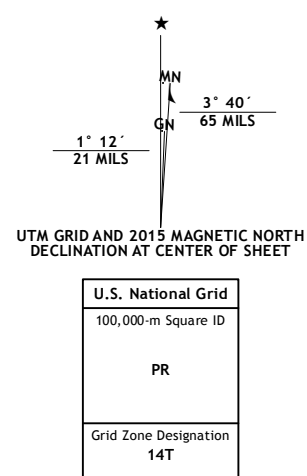 ★
MN
3° 40´
65 MILS
GN
1° 12´
21 MILS
UTM GRID AND 2015 MAGNETIC NORTH
DECLINATION AT CENTER OF SHEET
U.S. National Grid
100,000-m Square ID
PR
Grid Zone Designation
14T